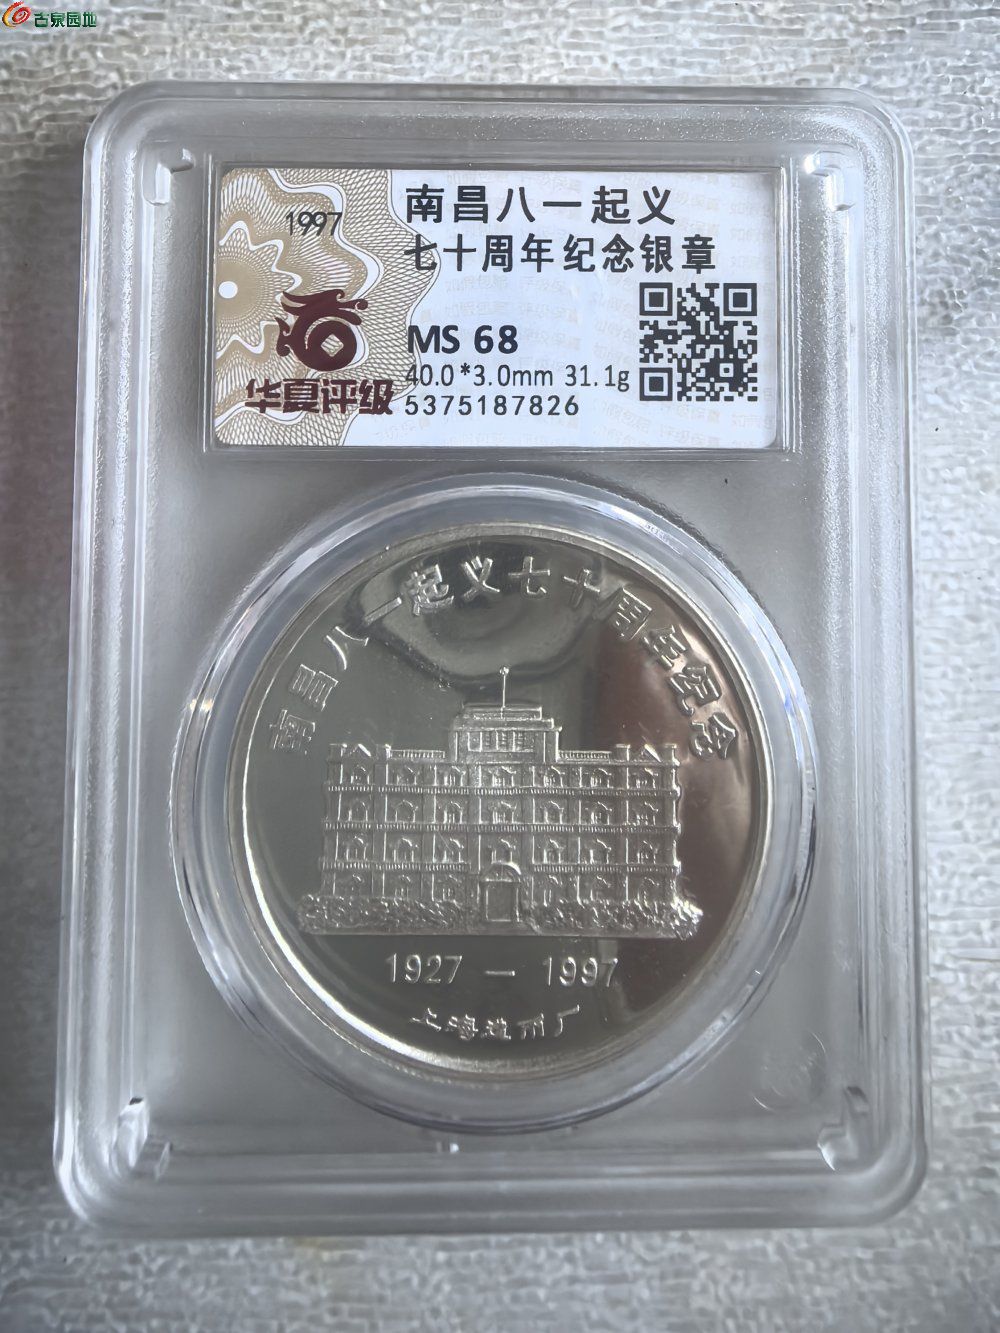 古泉园地
1997
南昌八一起义
七十周年纪念银章
MS 68
40.0*3.0mm 31.1g
5375187826
华夏评级
南昌八一起义七十周年纪念
1927 — 1997
上海造币厂